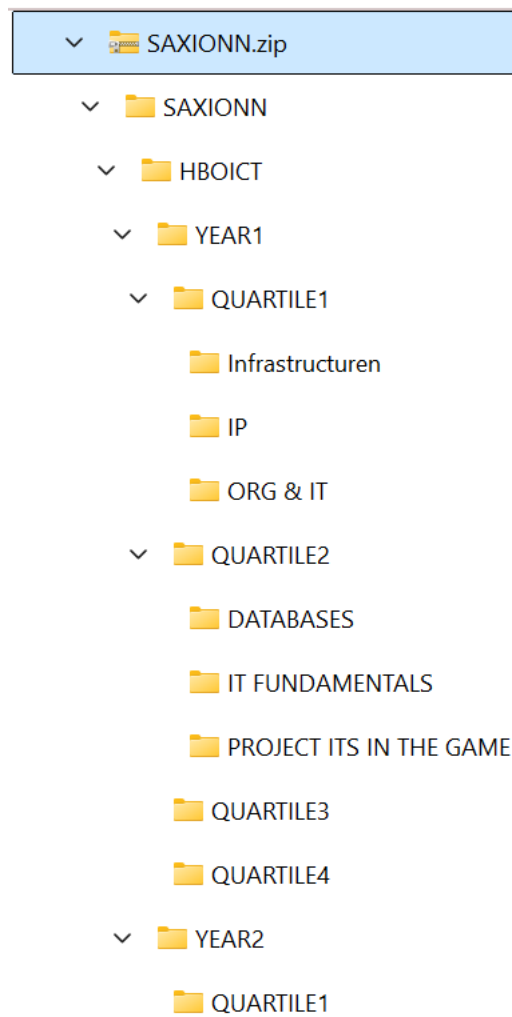 SAXIONN.zip
SAXIONN
HBOICT
YEAR1
QUARTILE1
Infrastructuren
IP
ORG & IT
QUARTILE2
DATABASES
IT FUNDAMENTALS
PROJECT ITS IN THE GAME
QUARTILE3
QUARTILE4
YEAR2
QUARTILE1